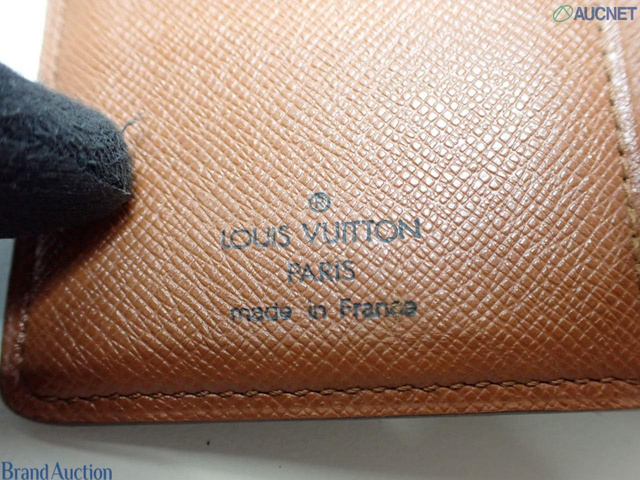 AUCNET
®
LOUIS VUITTON
PARIS
made in France
Brand Auction